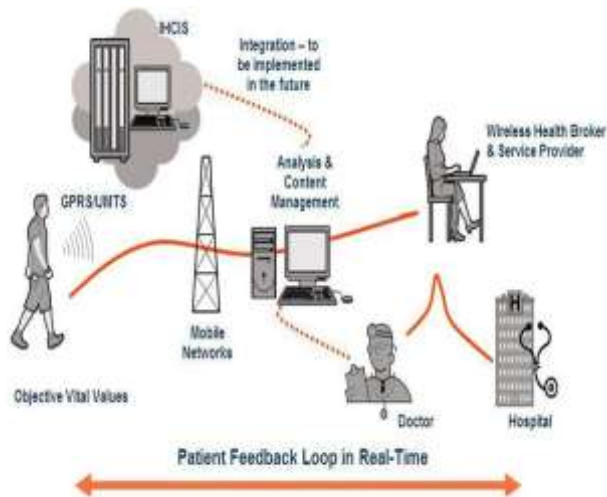 IHCIS
Integration – to
be implemented
in the future
Wireless Health Broker
& Service Provider
Analysis &
Content
Management
GPRS/UMTS
Mobile
Networks
Objective Vital Values
Doctor
H
Hospital
Patient Feedback Loop in Real-Time